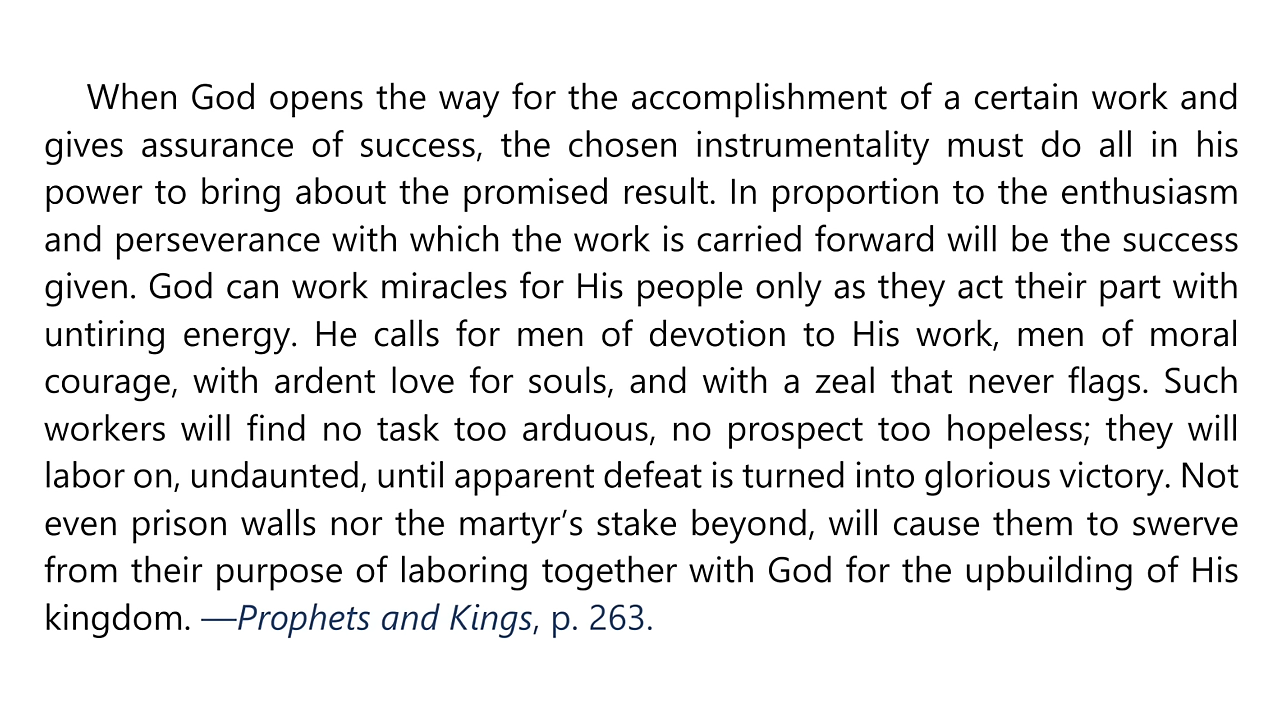 When God opens the way for the accomplishment of a certain work and
gives assurance of success, the chosen instrumentality must do all in his
power to bring about the promised result. In proportion to the enthusiasm
and perseverance with which the work is carried forward will be the success
given. God can work miracles for His people only as they act their part with
untiring energy. He calls for men of devotion to His work, men of moral
courage, with ardent love for souls, and with a zeal that never flags. Such
workers will find no task too arduous, no prospect too hopeless; they will
labor on, undaunted, until apparent defeat is turned into glorious victory. Not
even prison walls nor the martyr’s stake beyond, will cause them to swerve
from their purpose of laboring together with God for the upbuilding of His
kingdom. —Prophets and Kings, p. 263.